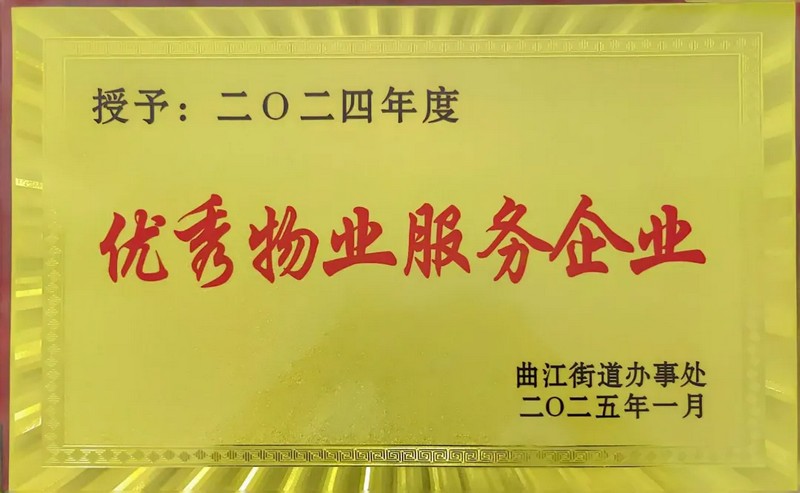 授予：二〇二四年度
优秀物业服务企业
曲江街道办事处
二〇二五年一月